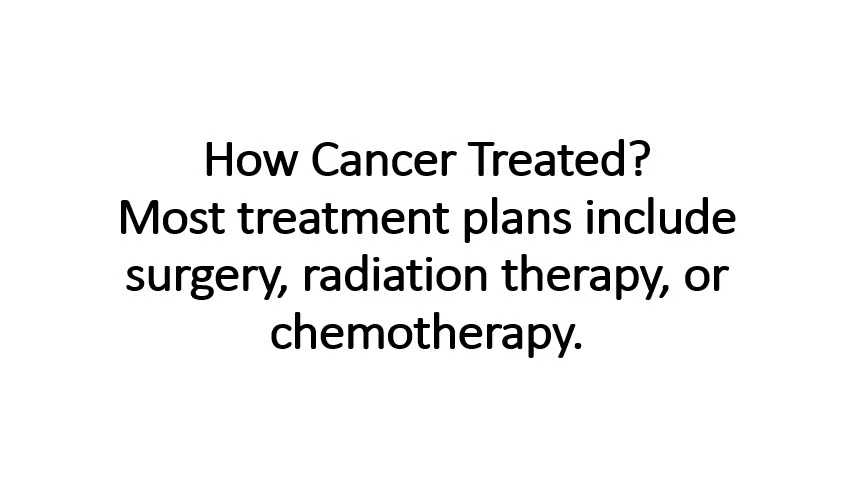 How Cancer Treated?
Most treatment plans include
surgery, radiation therapy, or
chemotherapy.